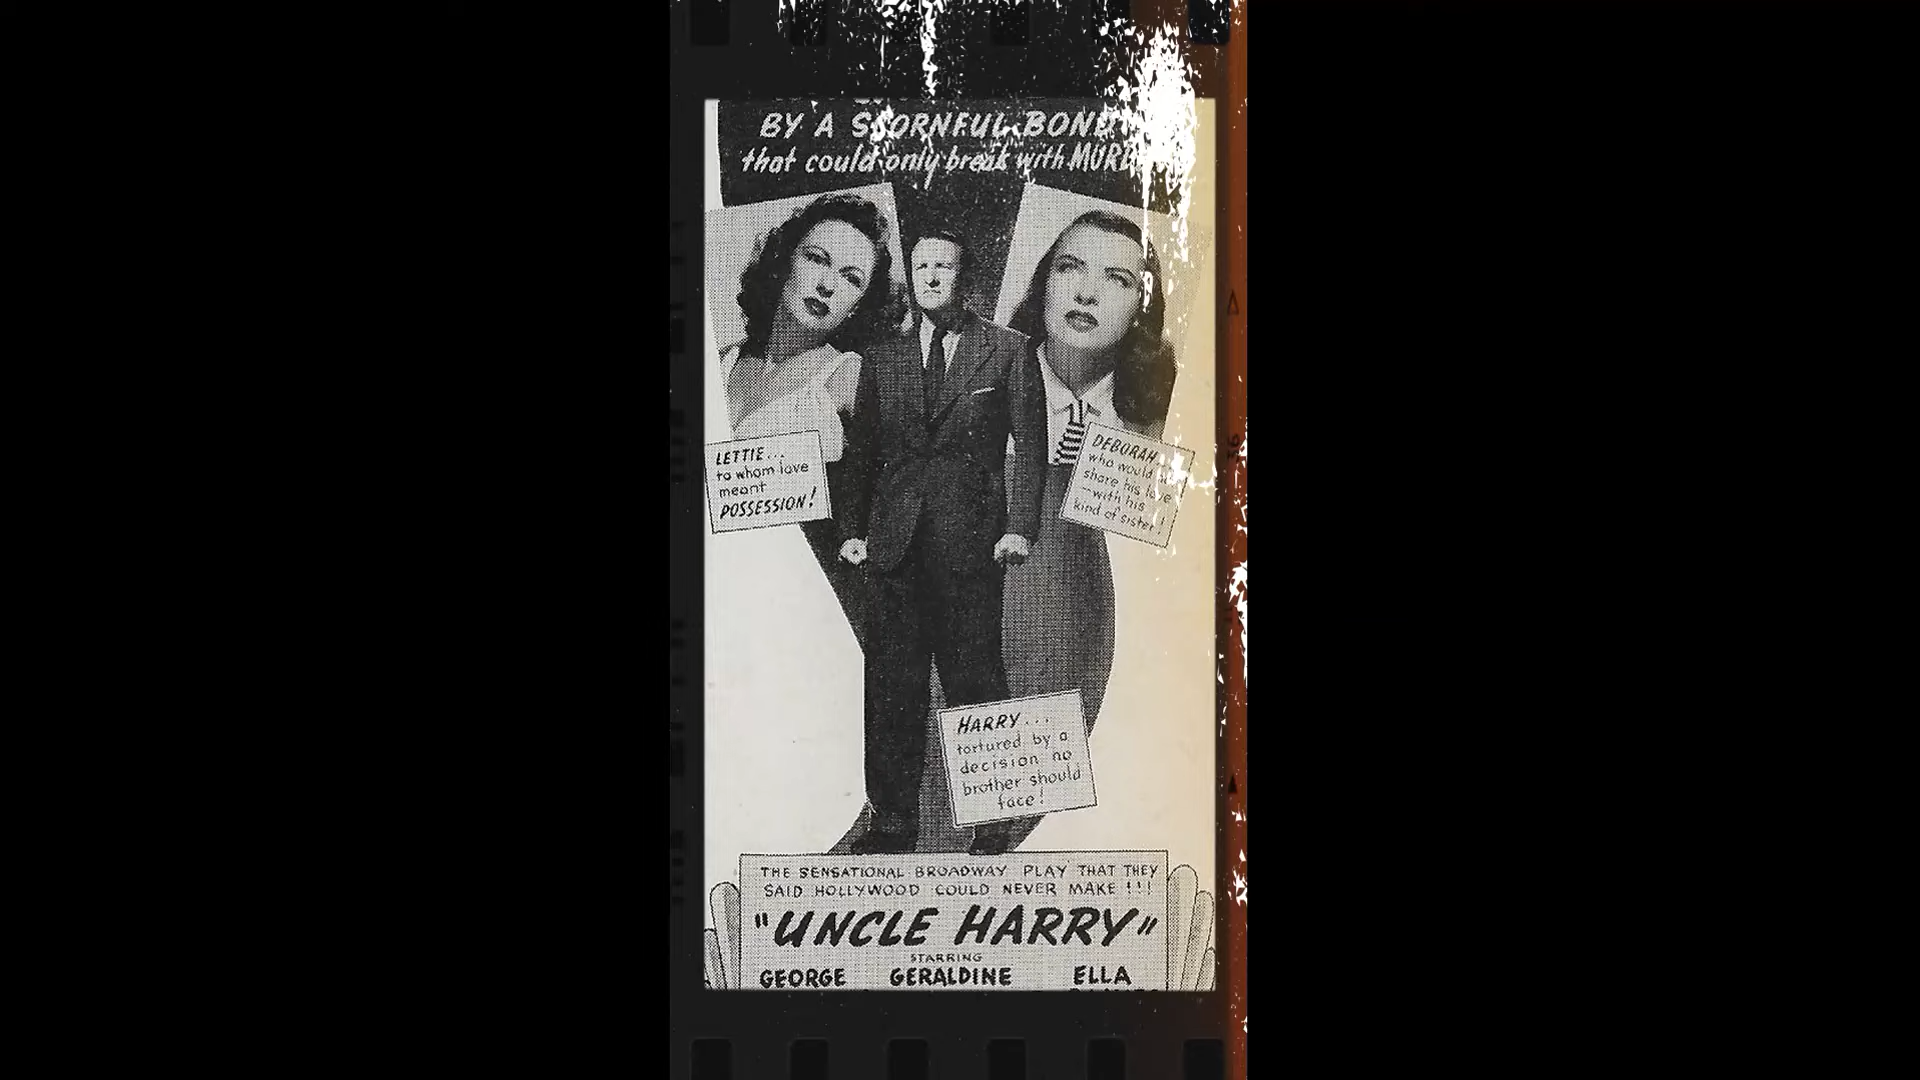 BY A SCORNFUL BOND
that could only break with
LETTIE...
to whom love
meant
POSSESSION!
DEBORAH
who would
share his love
—with his
kind of sister!
HARRY...
tortured by a
decision no
brother should
face!
THE SENSATIONAL BROADWAY PLAY THAT THEY
SAID HOLLYWOOD COULD NEVER MAKE!!!
"UNCLE HARRY"
STARRING
GEORGE GERALDINE ELLA